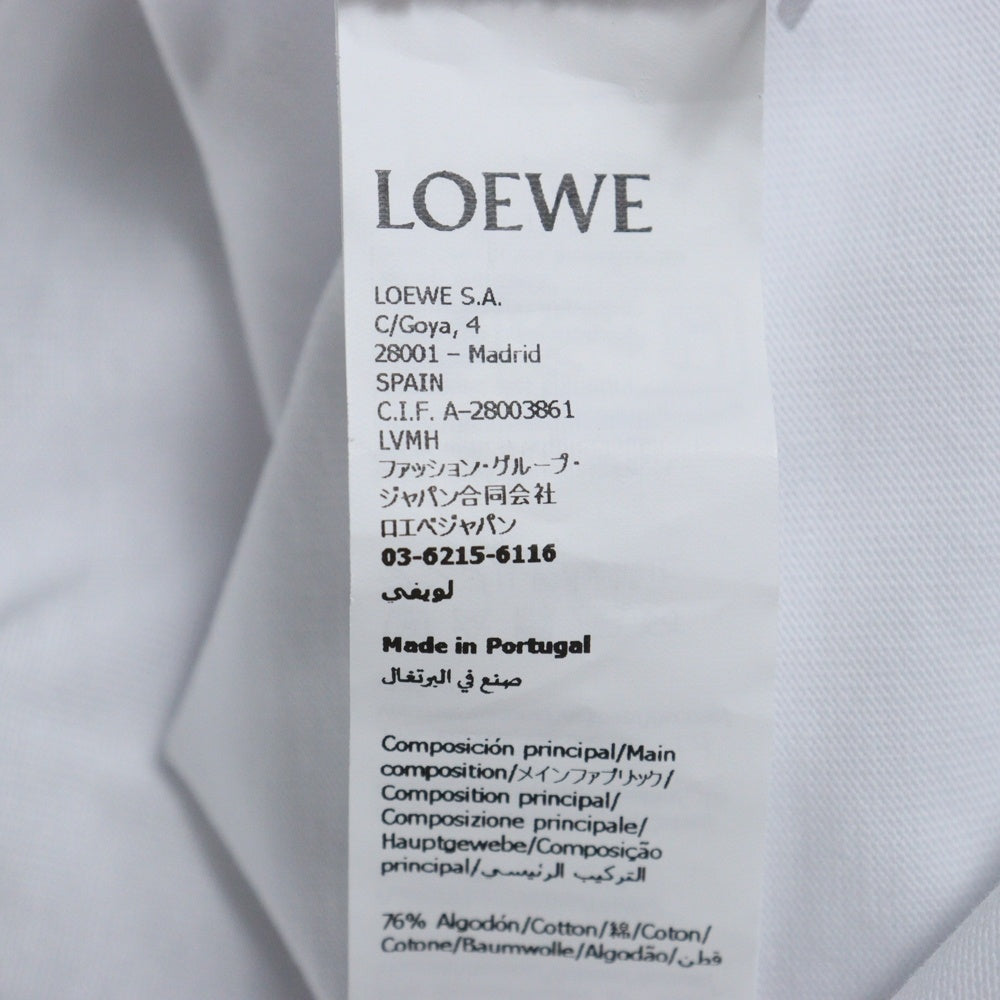 LOEWE
LOEWE S.A.
C/Goya, 4
28001 – Madrid
SPAIN
C.I.F. A–28003861
LVMH
ファッション・グループ・
ジャパン合同会社
ロエベジャパン
03-6215-6116
لويفي
Made in Portugal
صنع في البرتغال
Composición principal/Main
composition/メインファブリック/
Composition principal/
Composizione principale/
Hauptgewebe/Composição
principal/التركيب الرئيسي
76% Algodón/Cotton/綿/Coton/
Cotone/Baumwolle/Algodão/قطن